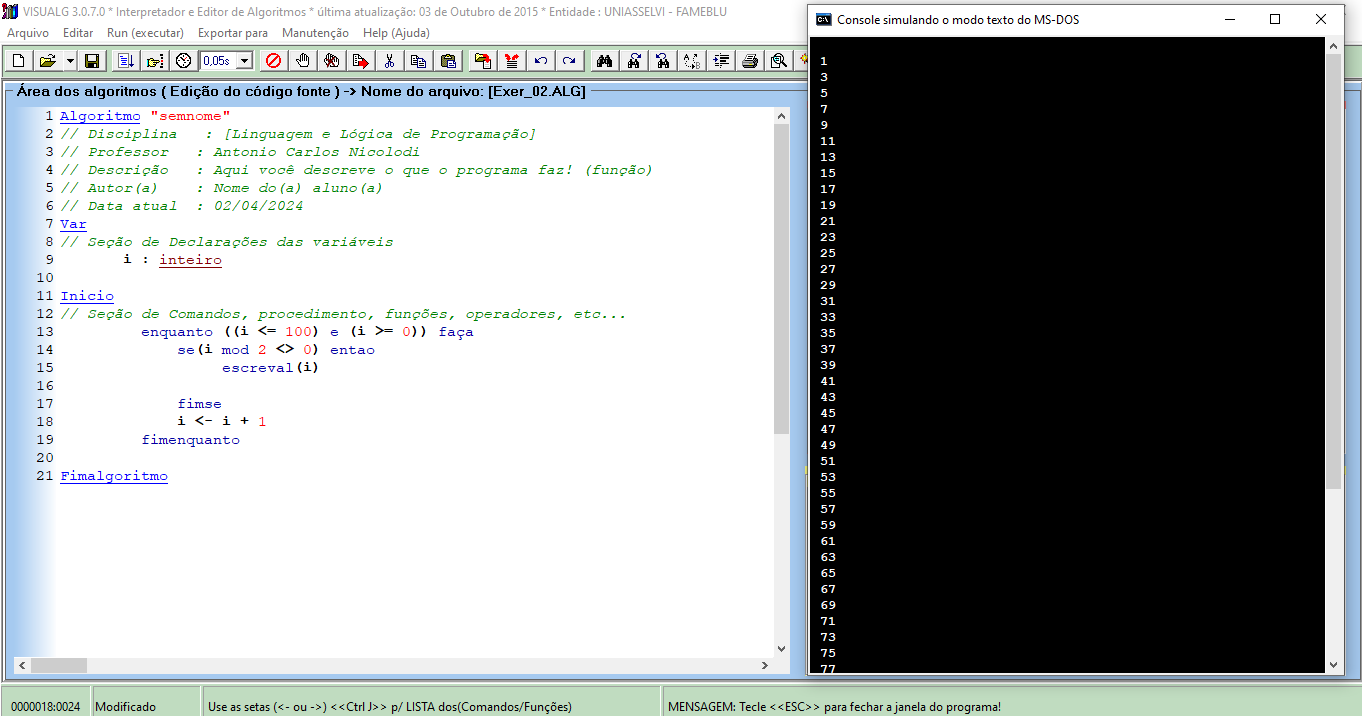 VISUALG 3.0.7.0 * Interpretador e Editor de Algoritmos * última atualização: 03 de Outubro de 2015 * Entidade : UNIASSELVI - FAMEBLU
Arquivo Editar Run (executar) Exportar para Manutenção Help (Ajuda)
0,05s
Área dos algoritmos ( Edição do código fonte ) -> Nome do arquivo: [Exer_02.ALG]
1 Algoritmo "semnome"
2 // Disciplina : [Linguagem e Lógica de Programação]
3 // Professor : Antonio Carlos Nicolodi
4 // Descrição : Aqui você descreve o que o programa faz! (função)
5 // Autor(a) : Nome do(a) aluno(a)
6 // Data atual : 02/04/2024
7 Var
8 // Seção de Declarações das variáveis
9 i : inteiro
10
11 Inicio
12 // Seção de Comandos, procedimento, funções, operadores, etc...
13 enquanto ((i <= 100) e (i >= 0)) faça
14 se(i mod 2 <> 0) entao
15 escreval(i)
16
17 fimse
18 i <- i + 1
19 fimenquanto
20
21 Fimalgoritmo
0000018:0024 Modificado Use as setas (<- ou ->) <<Ctrl J>> p/ LISTA dos(Comandos/Funções) MENSAGEM: Tecle <<ESC>> para fechar a janela do programa!
C:\ Console simulando o modo texto do MS-DOS
1
3
5
7
9
11
13
15
17
19
21
23
25
27
29
31
33
35
37
39
41
43
45
47
49
51
53
55
57
59
61
63
65
67
69
71
73
75
77